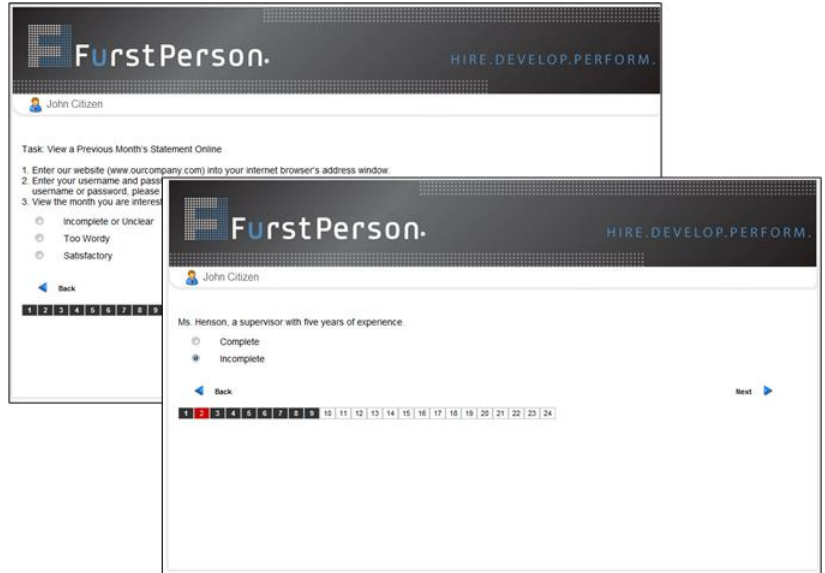 FurstPerson.
HIRE.DEVELOP.PERFORM.
John Citizen
Task: View a Previous Month's Statement Online
1. Enter our website (www.ourcompany.com) into your internet browser's address window.
2. Enter your username and pass
username or password, please
3. View the month you are interest
Incomplete or Unclear
Too Wordy
Satisfactory
Back
1 2 3 4 5 6 7 8 9
FurstPerson.
HIRE.DEVELOP.PERFORM.
John Citizen
Ms. Henson, a supervisor with five years of experience.
Complete
Incomplete
Back Next
1 2 3 4 5 6 7 8 9 10 11 12 13 14 15 16 17 18 19 20 21 22 23 24